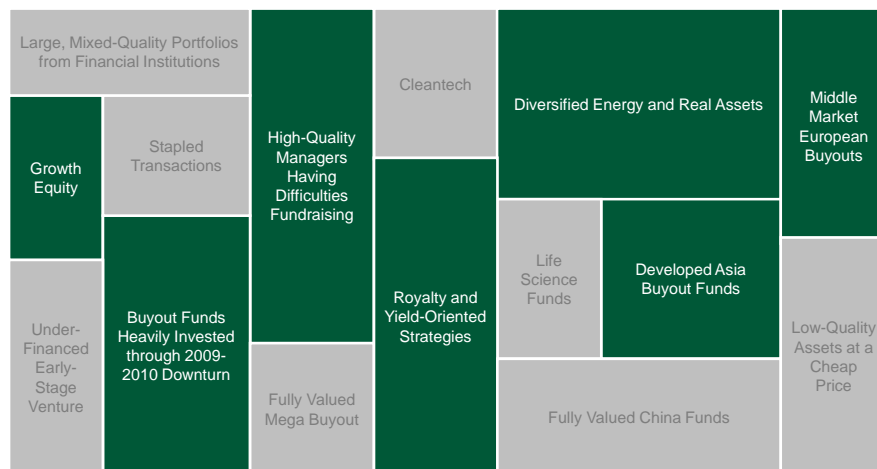 Large, Mixed-Quality Portfolios
from Financial Institutions
Growth
Equity
Stapled
Transactions
Under-
Financed
Early-
Stage
Venture
Buyout Funds
Heavily Invested
through 2009-
2010 Downturn
High-Quality
Managers
Having
Difficulties
Fundraising
Fully Valued
Mega Buyout
Cleantech
Royalty and
Yield-Oriented
Strategies
Diversified Energy and Real Assets
Life
Science
Funds
Developed Asia
Buyout Funds
Fully Valued China Funds
Middle
Market
European
Buyouts
Low-Quality
Assets at a
Cheap
Price